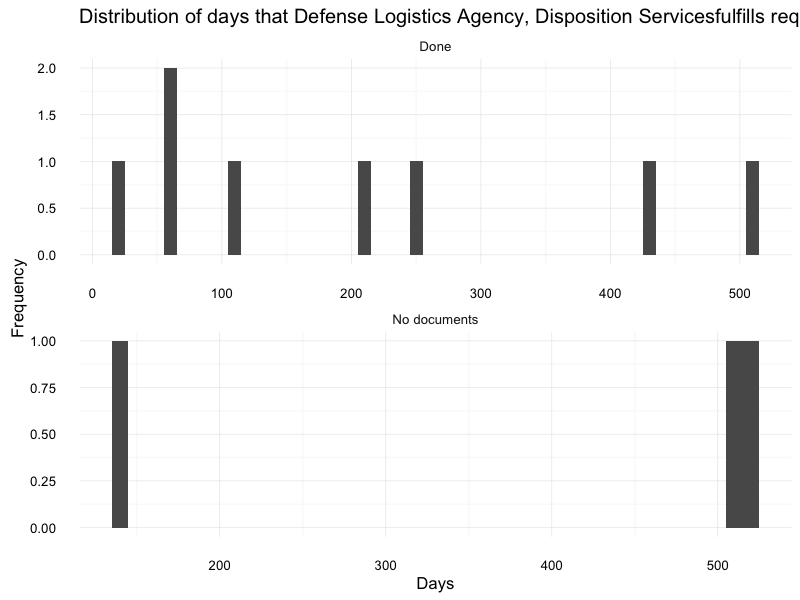 Distribution of days that Defense Logistics Agency, Disposition Servicesfulfills req
Done
2.0
1.5
1.0
0.5
0.0
0 100 200 300 400 500
Frequency
No documents
1.00
0.75
0.50
0.25
0.00
200 300 400 500
Days